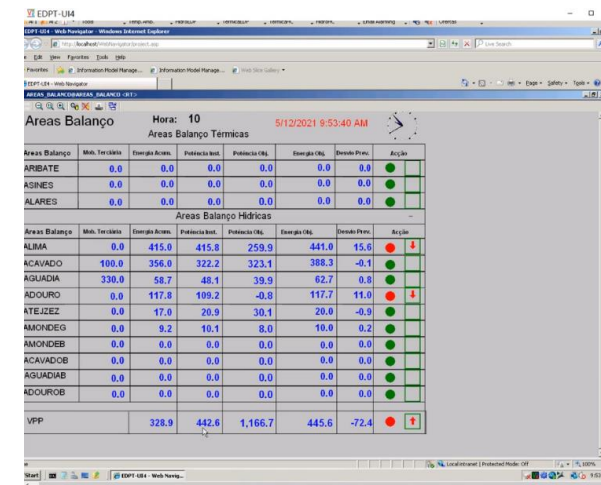 EDPT-UI4
EDPT-UI4 - Web Navigator - Windows Internet Explorer
http://localhost/WebNavigator/project.asp
Live Search
Edit View Favorites Tools Help
Favorites Information Model Manage... Information Model Manage... Web Slice Gallery
EDPT-UI4 - Web Navigator Page Safety Tools
AREAS_BALANCO@AREAS_BALANCO <RT>
Areas Balanço Hora: 10 5/12/2021 9:53:40 AM
Areas Balanço Térmicas
Areas Balanço Mob. Terciária Energia Acum. Potência Inst. Potência Obj. Energia Obj. Desvio Prev. Acção
ARIBATE 0.0 0.0 0.0 0.0 0.0 0.0
ASINES 0.0 0.0 0.0 0.0 0.0 0.0
ALARES 0.0 0.0 0.0 0.0 0.0 0.0
Areas Balanço Hidricas -
Areas Balanço Mob. Terciária Energia Acum. Potência Inst. Potência Obj. Energia Obj. Desvio Prev. Acção
ALIMA 0.0 415.0 415.8 259.9 441.0 15.6
ACAVADO 100.0 356.0 322.2 323.1 388.3 -0.1
AGUADIA 330.0 58.7 48.1 39.9 62.7 0.8
ADOURO 0.0 117.8 109.2 -0.8 117.7 11.0
ATEJZEZ 0.0 17.0 20.9 30.1 20.0 -0.9
AMONDEG 0.0 9.2 10.1 8.0 10.0 0.2
AMONDEB 0.0 0.0 0.0 0.0 0.0 0.0
ACAVADOB 0.0 0.0 0.0 0.0 0.0 0.0
AGUADIAB 0.0 0.0 0.0 0.0 0.0 0.0
ADOUROB 0.0 0.0 0.0 0.0 0.0 0.0
VPP 328.9 442.6 1,166.7 445.6 -72.4
Local intranet | Protected Mode: Off 100%
Start EDPT-UI4 - Web Navig... 9:53